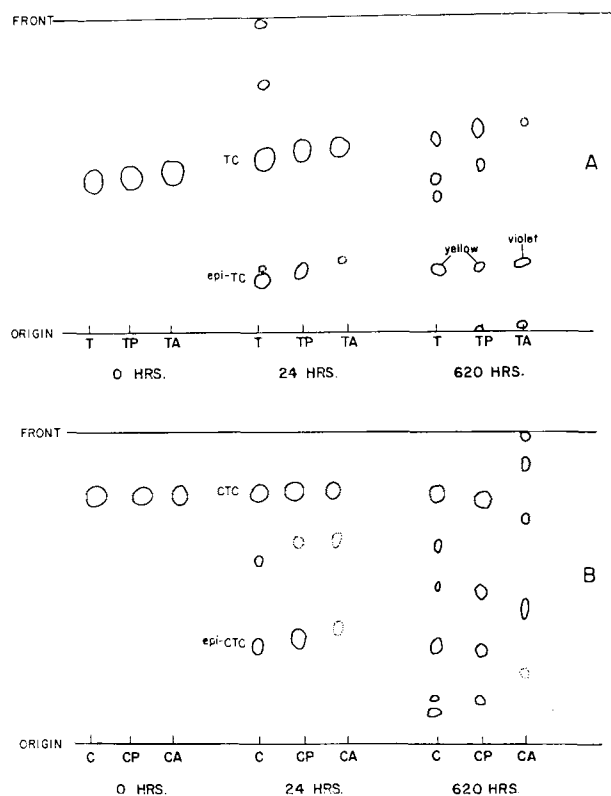 FRONT
A
TC
yellow
violet
epi-TC
ORIGIN
T TP TA T TP TA T TP TA
0 HRS. 24 HRS. 620 HRS.
FRONT
CTC
B
epi-CTC
ORIGIN
C CP CA C CP CA C CP CA
0 HRS. 24 HRS. 620 HRS.